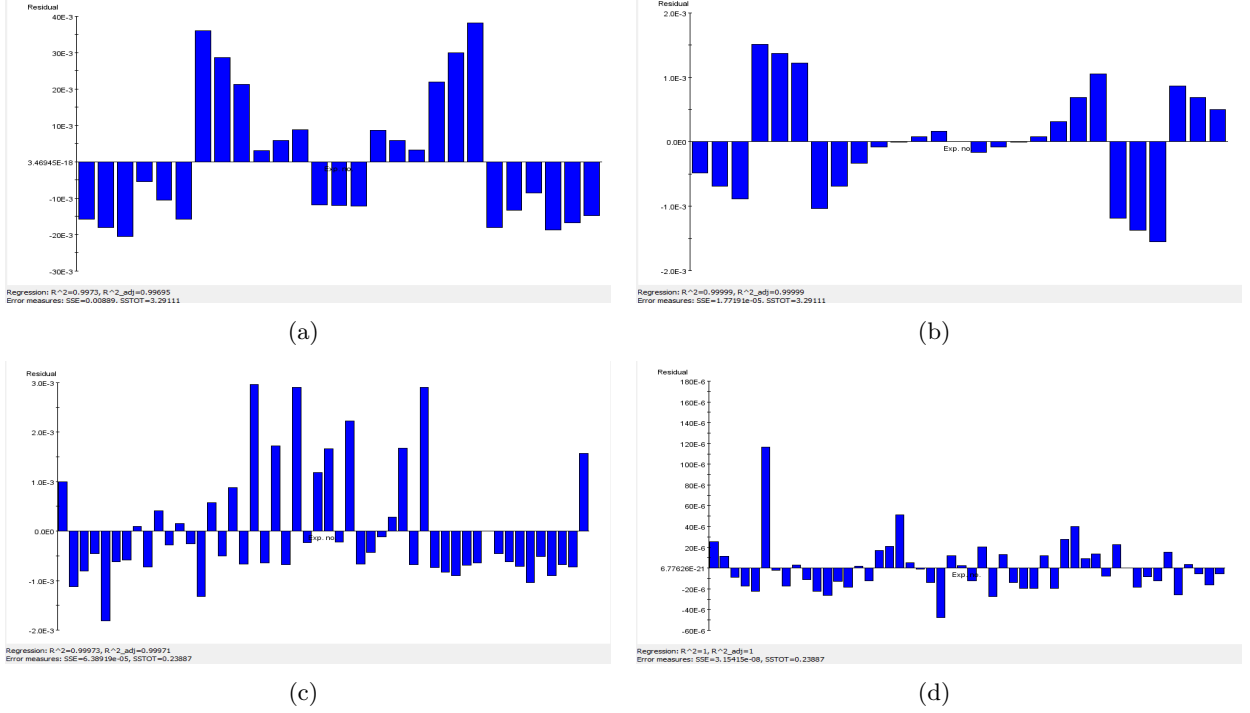 Residual
40E-3
30E-3
20E-3
10E-3
3.46945E-18
-10E-3
-20E-3
-30E-3
Exp. no
Regression: R^2=0.9973, R^2_adj=0.99695
Error measures: SSE=0.00889, SSTOT=3.29111
(a)
Residual
2.0E-3
1.0E-3
0.0E0
-1.0E-3
-2.0E-3
Exp. no
Regression: R^2=0.99999, R^2_adj=0.99999
Error measures: SSE=1.77191e-05, SSTOT=3.29111
(b)
Residual
3.0E-3
2.0E-3
1.0E-3
0.0E0
-1.0E-3
-2.0E-3
Exp. no
Regression: R^2=0.99973, R^2_adj=0.99971
Error measures: SSE=6.38919e-05, SSTOT=0.23887
(c)
Residual
180E-6
160E-6
140E-6
120E-6
100E-6
80E-6
60E-6
40E-6
20E-6
6.77626E-21
-20E-6
-40E-6
-60E-6
Exp. no.
Regression: R^2=1, R^2_adj=1
Error measures: SSE=3.15415e-08, SSTOT=0.23887
(d)